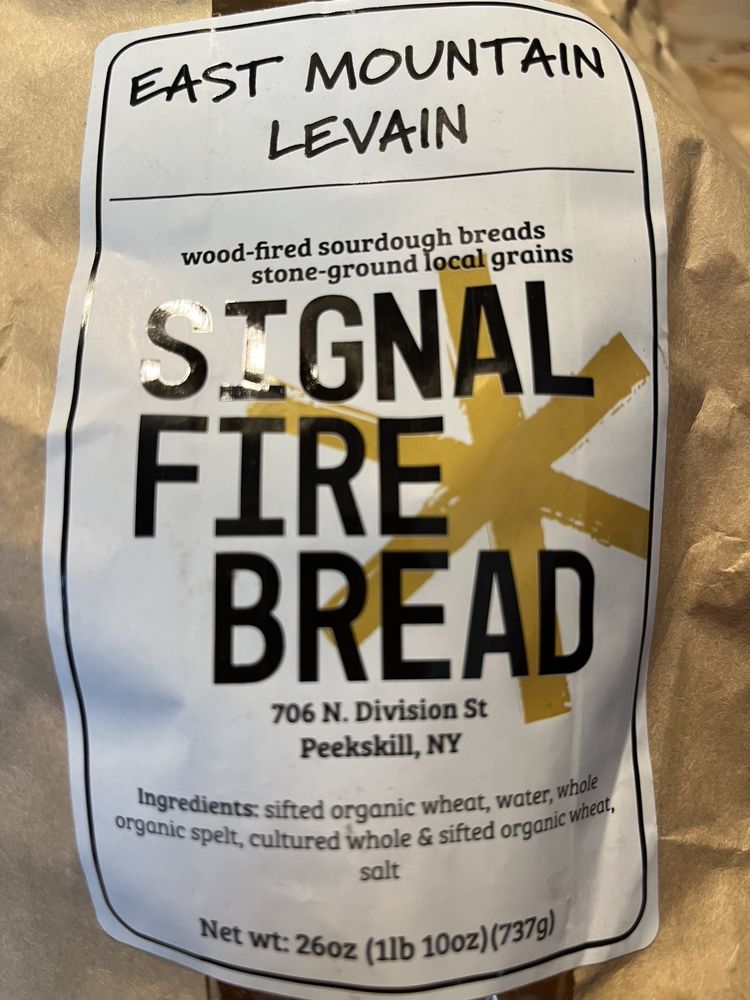 EAST MOUNTAIN
LEVAIN
wood-fired sourdough breads
stone-ground local grains
SIGNAL
FIRE
BREAD
706 N. Division St
Peekskill, NY
Ingredients: sifted organic wheat, water, whole
organic spelt, cultured whole & sifted organic wheat,
salt
Net wt: 26oz (1lb 10oz)(737g)